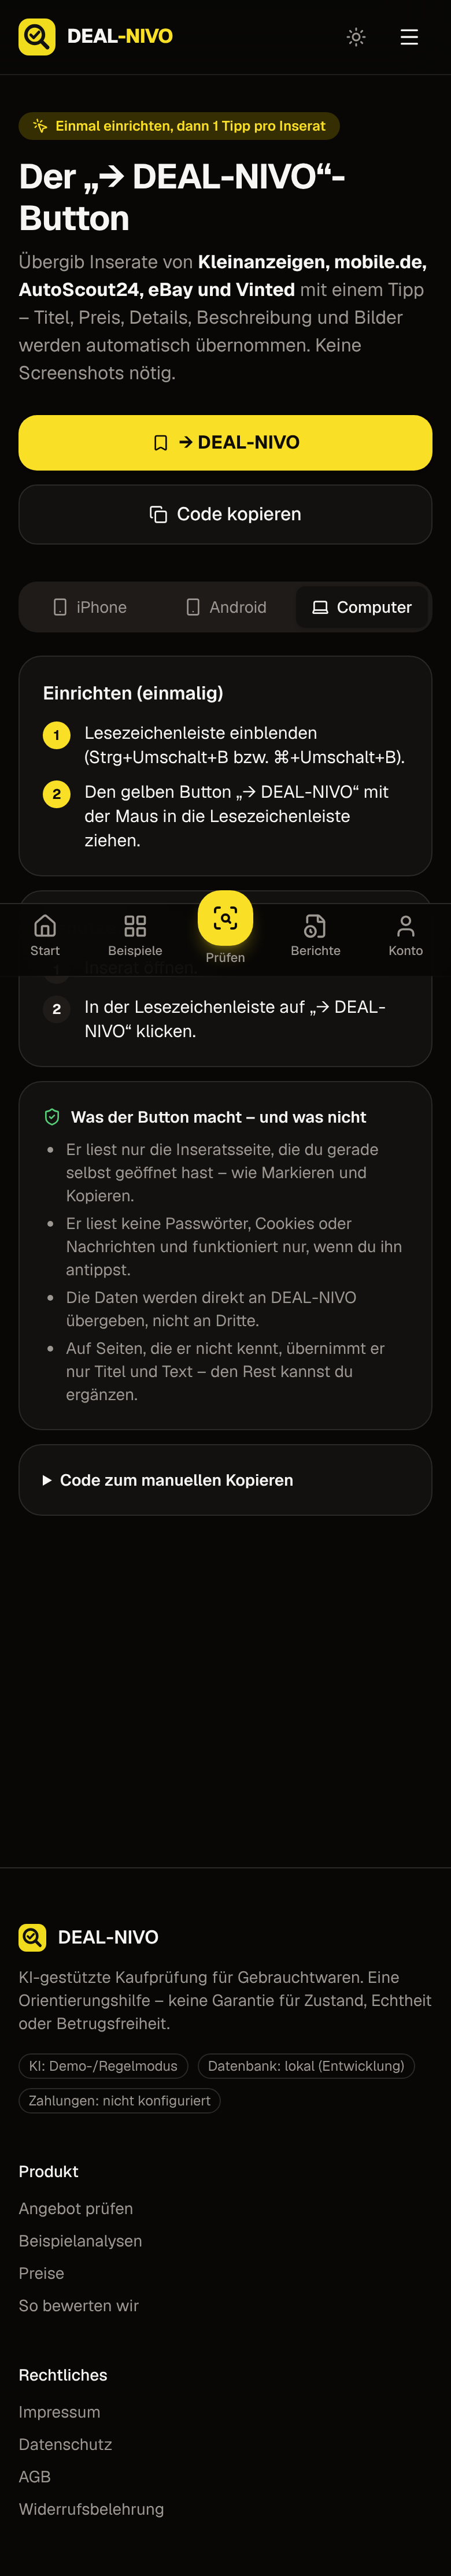 DEAL-NIVO
Einmal einrichten, dann 1 Tipp pro Inserat
Der „→ DEAL-NIVO“-
Button
Übergib Inserate von Kleinanzeigen, mobile.de,
AutoScout24, eBay und Vinted mit einem Tipp
– Titel, Preis, Details, Beschreibung und Bilder
werden automatisch übernommen. Keine
Screenshots nötig.
→ DEAL-NIVO
Code kopieren
iPhone Android Computer
Einrichten (einmalig)
1 Lesezeichenleiste einblenden
(Strg+Umschalt+B bzw. ⌘+Umschalt+B).
2 Den gelben Button „→ DEAL-NIVO“ mit
der Maus in die Lesezeichenleiste
ziehen.
Start Beispiele Prüfen Berichte Konto
1 Inserat öffnen.
2 In der Lesezeichenleiste auf „→ DEAL-
NIVO“ klicken.
Was der Button macht – und was nicht
• Er liest nur die Inseratsseite, die du gerade
selbst geöffnet hast – wie Markieren und
Kopieren.
• Er liest keine Passwörter, Cookies oder
Nachrichten und funktioniert nur, wenn du ihn
antippst.
• Die Daten werden direkt an DEAL-NIVO
übergeben, nicht an Dritte.
• Auf Seiten, die er nicht kennt, übernimmt er
nur Titel und Text – den Rest kannst du
ergänzen.
▶ Code zum manuellen Kopieren
DEAL-NIVO
KI-gestützte Kaufprüfung für Gebrauchtwaren. Eine
Orientierungshilfe – keine Garantie für Zustand, Echtheit
oder Betrugsfreiheit.
KI: Demo-/Regelmodus Datenbank: lokal (Entwicklung)
Zahlungen: nicht konfiguriert
Produkt
Angebot prüfen
Beispielanalysen
Preise
So bewerten wir
Rechtliches
Impressum
Datenschutz
AGB
Widerrufsbelehrung